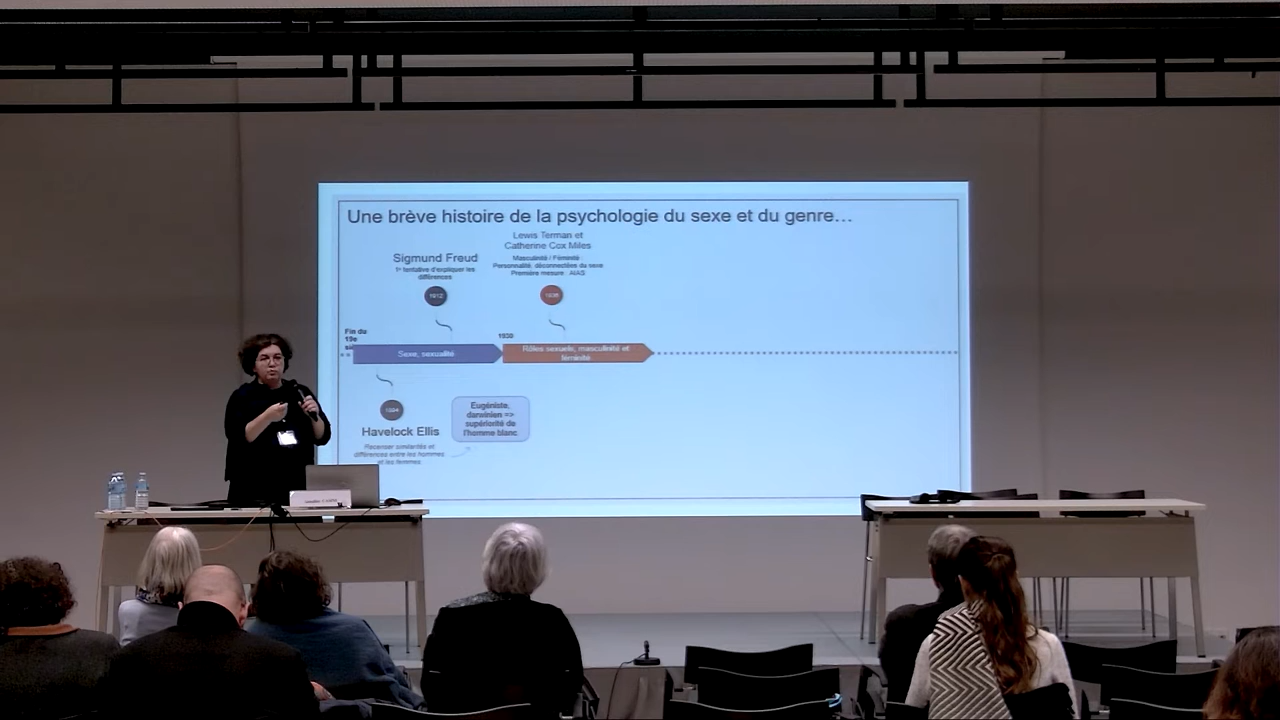 Une brève histoire de la psychologie du sexe et du genre…
Lewis Terman et
Catherine Cox Miles
Masculinité / Féminité :
Personnalité, déconnectées du sexe
Première mesure : AIAS
Sigmund Freud
1e tentative d'expliquer les
différences
1912
1936
Fin du
19e
1930
Sexe, sexualité
Rôles sexuels, masculinité et
féminité
Eugéniste,
darwinien =>
supériorité de
l'homme blanc
Havelock Ellis
Recenser similarités et
différences entre les hommes
et les femmes